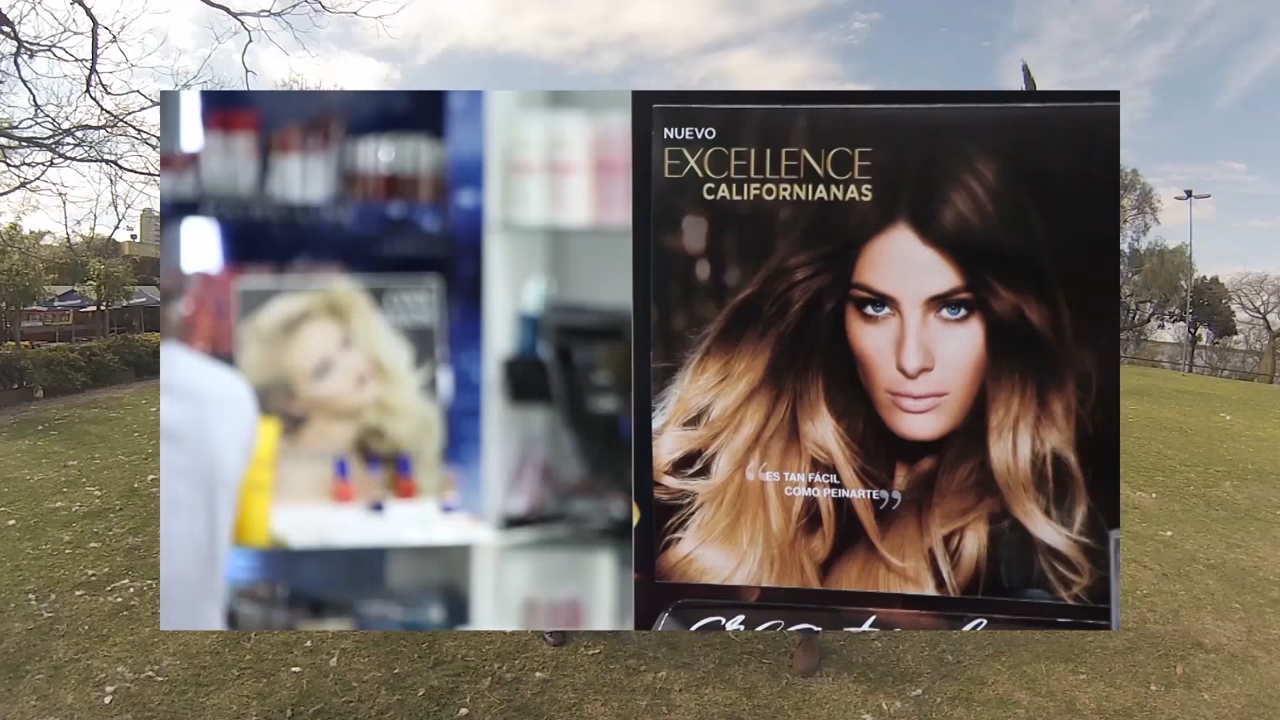 NUEVO
EXCELLENCE
CALIFORNIANAS
“ES TAN FÁCIL
COMO PEINARTE”